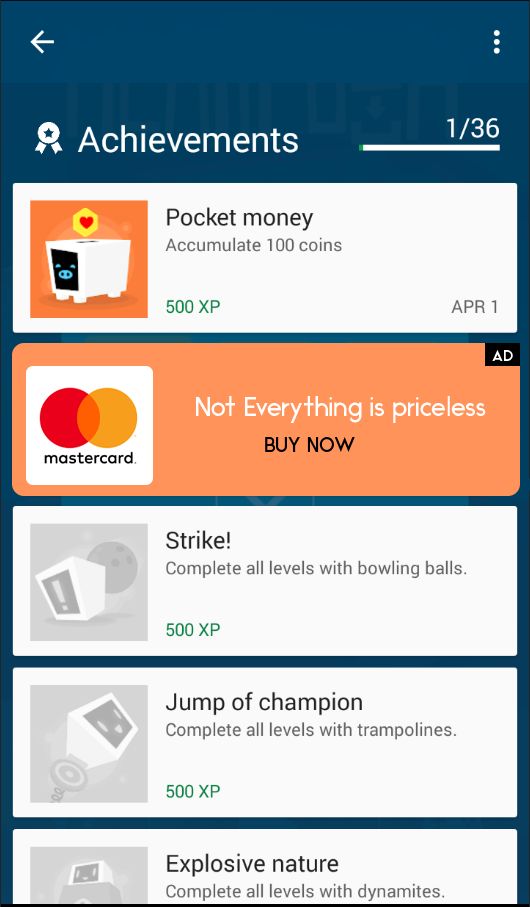 Achievements
1/36
Pocket money
Accumulate 100 coins
500 XP
APR 1
AD
mastercard.
Not Everything is priceless
BUY NOW
Strike!
Complete all levels with bowling balls.
500 XP
Jump of champion
Complete all levels with trampolines.
500 XP
Explosive nature
Complete all levels with dynamites.